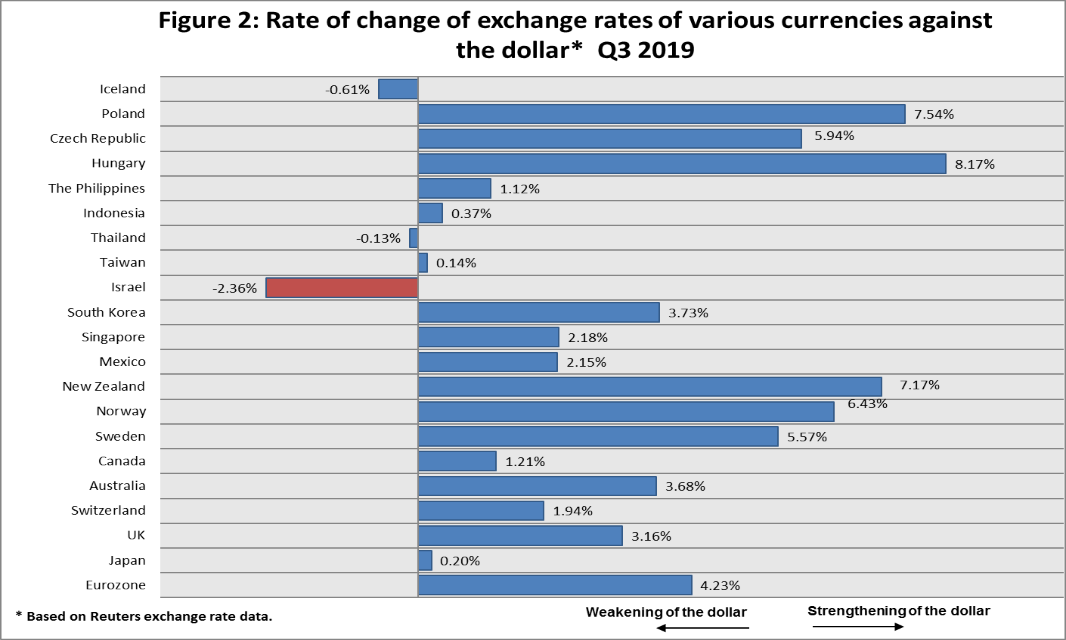 Figure 2: Rate of change of exchange rates of various currencies against
the dollar* Q3 2019
Iceland -0.61%
Poland 7.54%
Czech Republic 5.94%
Hungary 8.17%
The Philippines 1.12%
Indonesia 0.37%
Thailand -0.13%
Taiwan 0.14%
Israel -2.36%
South Korea 3.73%
Singapore 2.18%
Mexico 2.15%
New Zealand 7.17%
Norway 6.43%
Sweden 5.57%
Canada 1.21%
Australia 3.68%
Switzerland 1.94%
UK 3.16%
Japan 0.20%
Eurozone 4.23%
* Based on Reuters exchange rate data. Weakening of the dollar Strengthening of the dollar